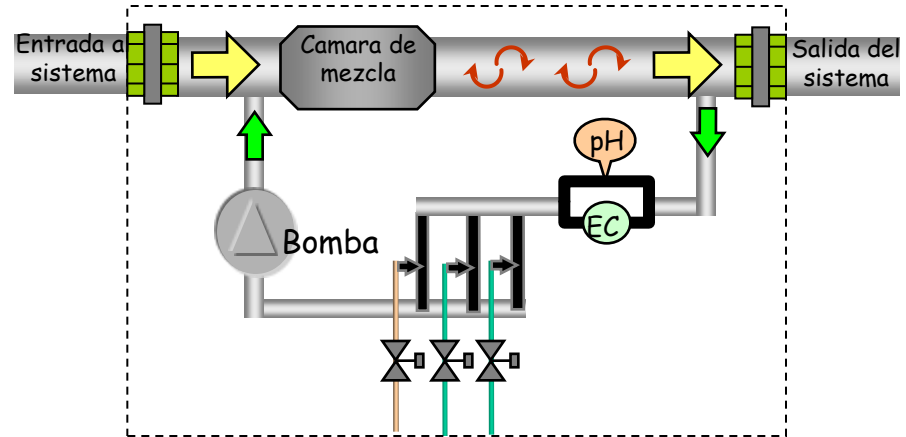 Entrada a
sistema
Camara de
mezcla
Salida del
sistema
pH
EC
Bomba